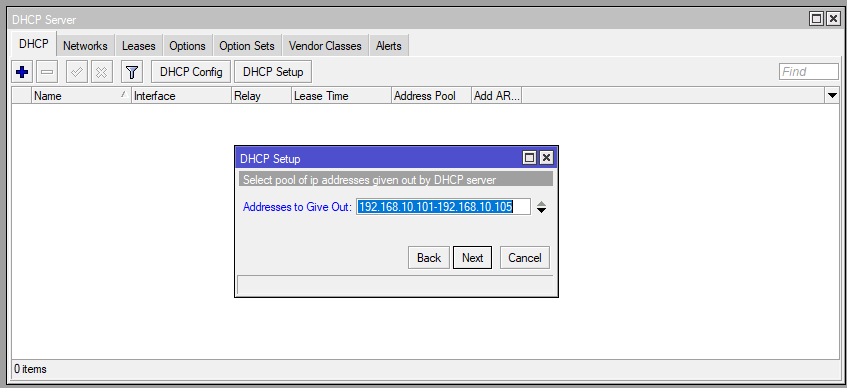 DHCP Server
DHCP Networks Leases Options Option Sets Vendor Classes Alerts
DHCP Config DHCP Setup Find
Name Interface Relay Lease Time Address Pool Add AR...
DHCP Setup
Select pool of ip addresses given out by DHCP server
Addresses to Give Out: 192.168.10.101-192.168.10.105
Back Next Cancel
0 items